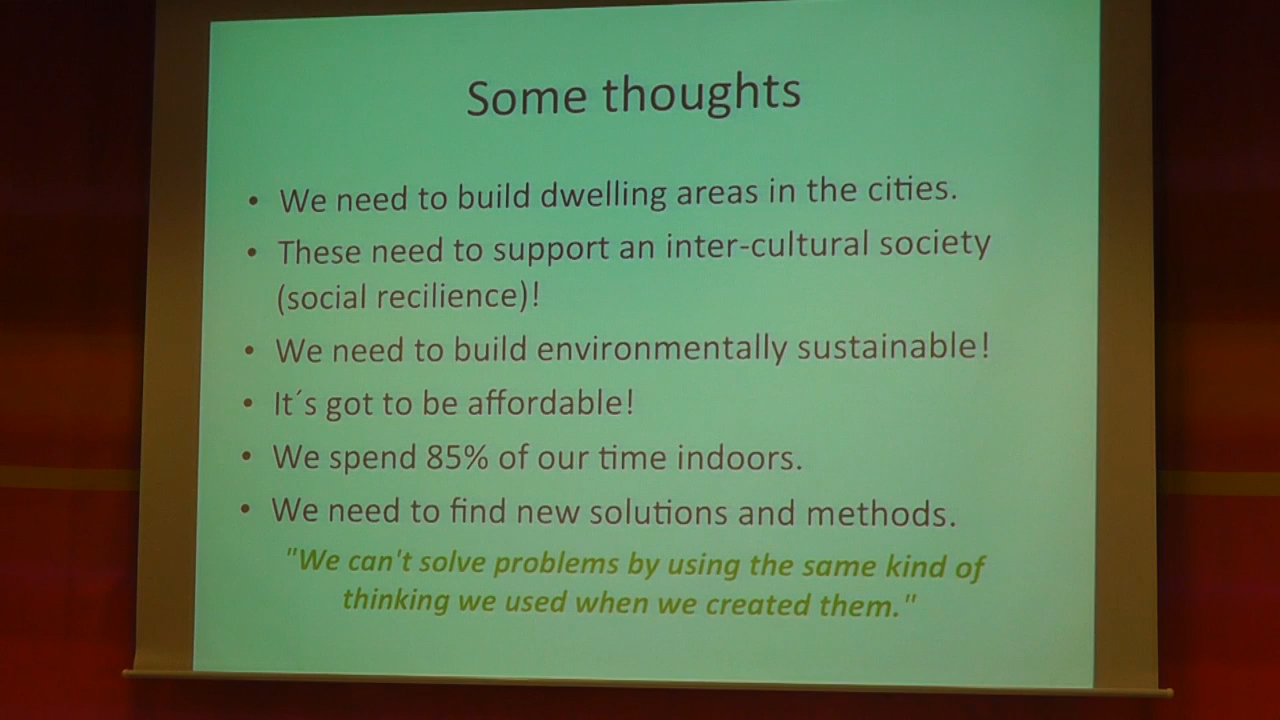 Some thoughts
• We need to build dwelling areas in the cities.
• These need to support an inter-cultural society
(social recilience)!
• We need to build environmentally sustainable!
• It´s got to be affordable!
• We spend 85% of our time indoors.
• We need to find new solutions and methods.
"We can't solve problems by using the same kind of
thinking we used when we created them."